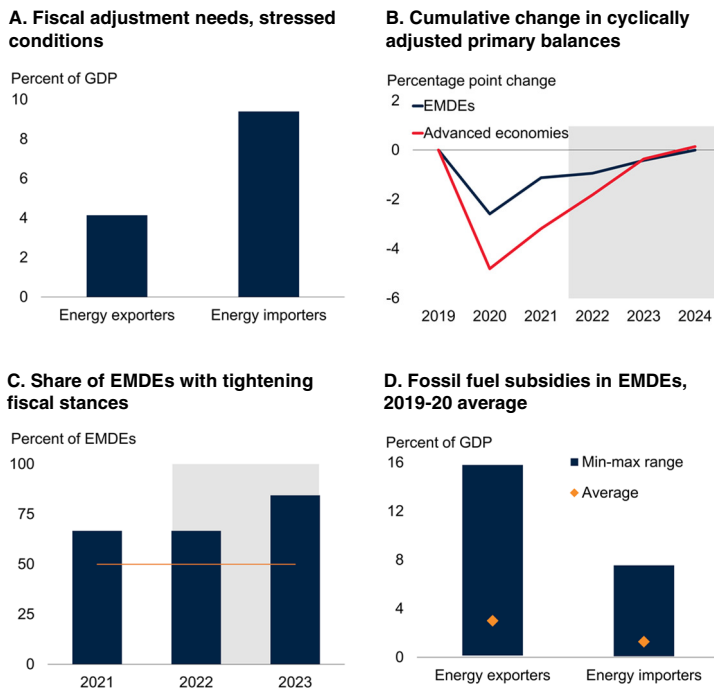 A. Fiscal adjustment needs, stressed
conditions
Percent of GDP
10
8
6
4
2
0
Energy exporters
Energy importers
B. Cumulative change in cyclically
adjusted primary balances
Percentage point change
2
EMDEs
Advanced economies
0
-2
-4
-6
2019
2020
2021
2022
2023
2024
C. Share of EMDEs with tightening
fiscal stances
Percent of EMDEs
100
75
50
25
0
2021
2022
2023
D. Fossil fuel subsidies in EMDEs,
2019-20 average
Percent of GDP
16
Min-max range
Average
12
8
4
0
Energy exporters
Energy importers